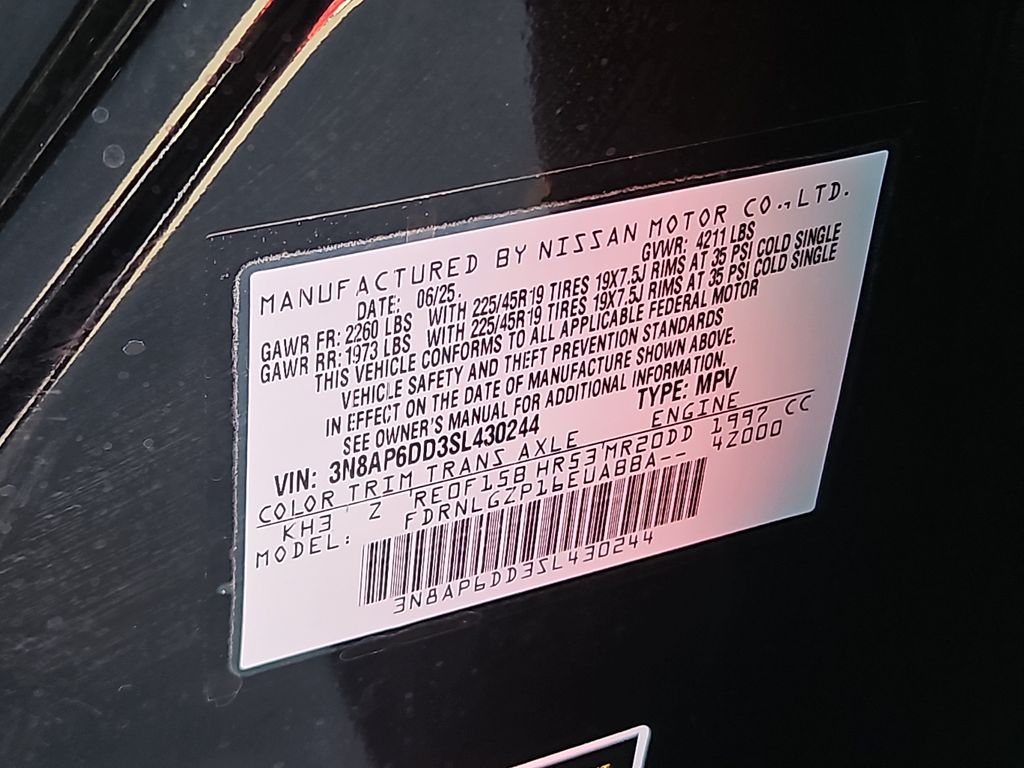 MANUFACTURED BY NISSAN MOTOR CO.,LTD.
DATE: 06/25 GVWR: 4211 LBS
GAWR FR: 2260 LBS WITH 225/45R19 TIRES 19X7.5J RIMS AT 35 PSI COLD SINGLE
GAWR RR: 1973 LBS WITH 225/45R19 TIRES 19X7.5J RIMS AT 35 PSI COLD SINGLE
THIS VEHICLE CONFORMS TO ALL APPLICABLE FEDERAL MOTOR
VEHICLE SAFETY AND THEFT PREVENTION STANDARDS
IN EFFECT ON THE DATE OF MANUFACTURE SHOWN ABOVE.
SEE OWNER'S MANUAL FOR ADDITIONAL INFORMATION.
VIN: 3N8AP6DD3SL430244 TYPE: MPV
COLOR TRIM TRANS AXLE ENGINE
KH3 Z RE0F15B HR53 MR20DD 1997 CC
MODEL: FDRNLGZP16EUABBA-- 42000
3N8AP6DD3SL430244